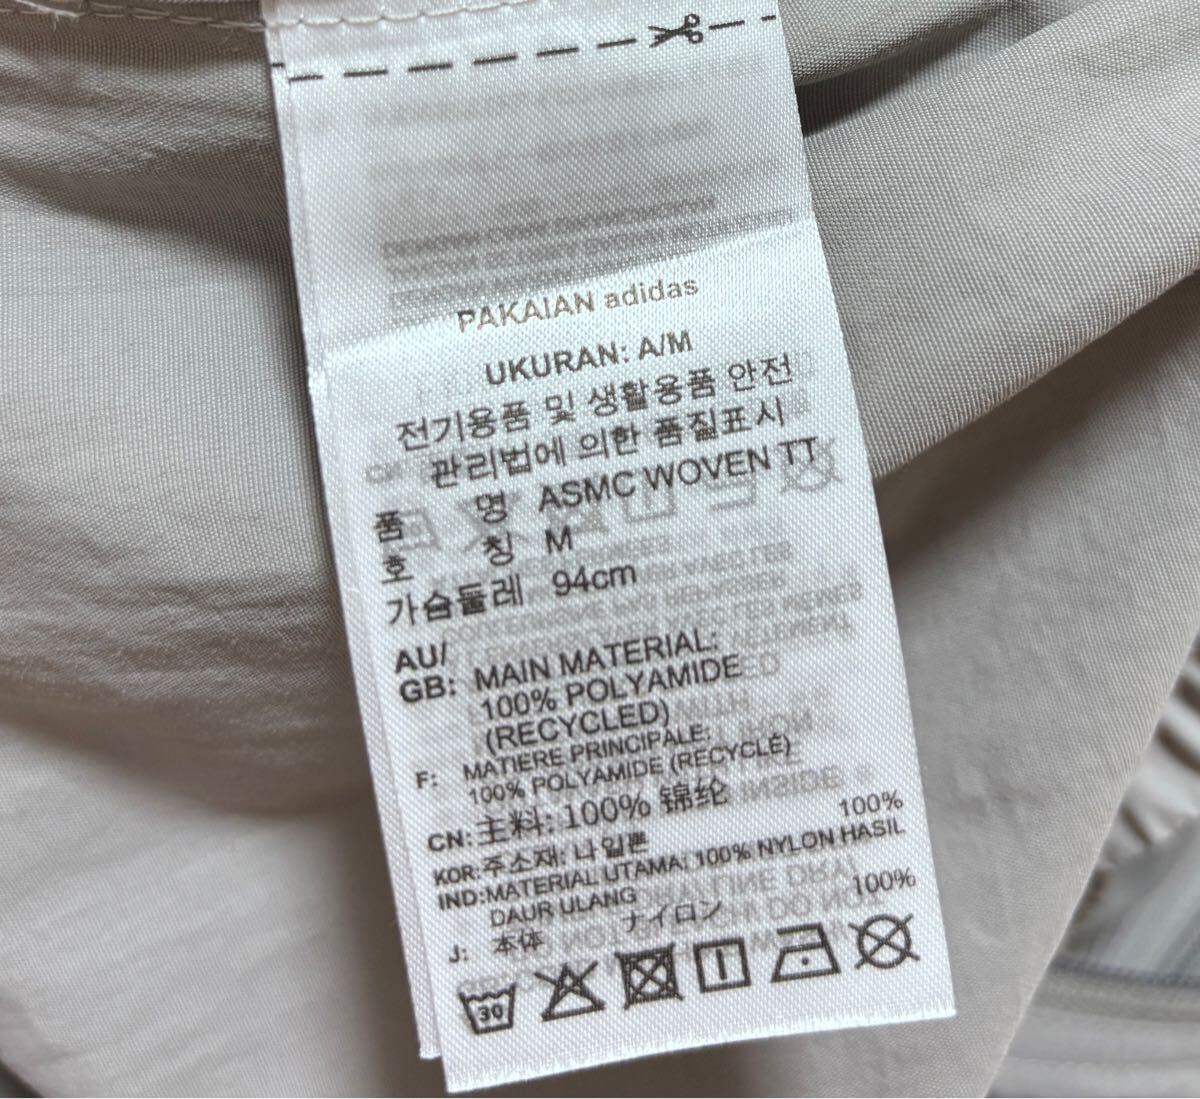 PAKAIAN adidas
UKURAN: A/M
전기용품 및 생활용품 안전
관리법에 의한 품질표시
품 명 ASMC WOVEN TT
호 칭 M
가슴둘레 94cm
AU/
GB: MAIN MATERIAL:
100% POLYAMIDE
(RECYCLED)
F: MATIERE PRINCIPALE:
100% POLYAMIDE (RECYCLÉ)
CN: 主料: 100% 锦纶
KOR: 주소재: 나일론 100%
IND: MATERIAL UTAMA: 100% NYLON HASIL
DAUR ULANG
J: 本体 ナイロン 100%
30